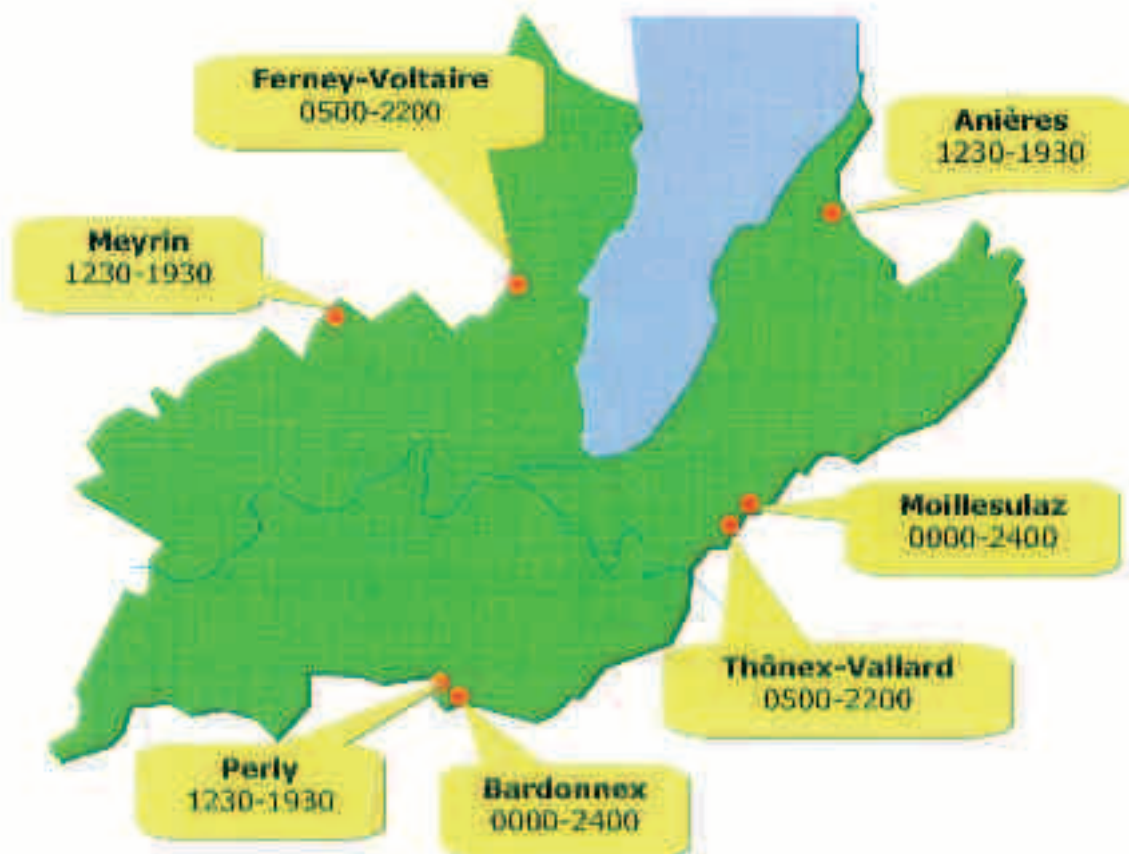 Ferney-Voltaire
0500-2200
Anières
1230-1930
Meyrin
1230-1930
Moillesulaz
0000-2400
Thônex-Vallard
0500-2200
Perly
1230-1930
Bardonnex
0000-2400